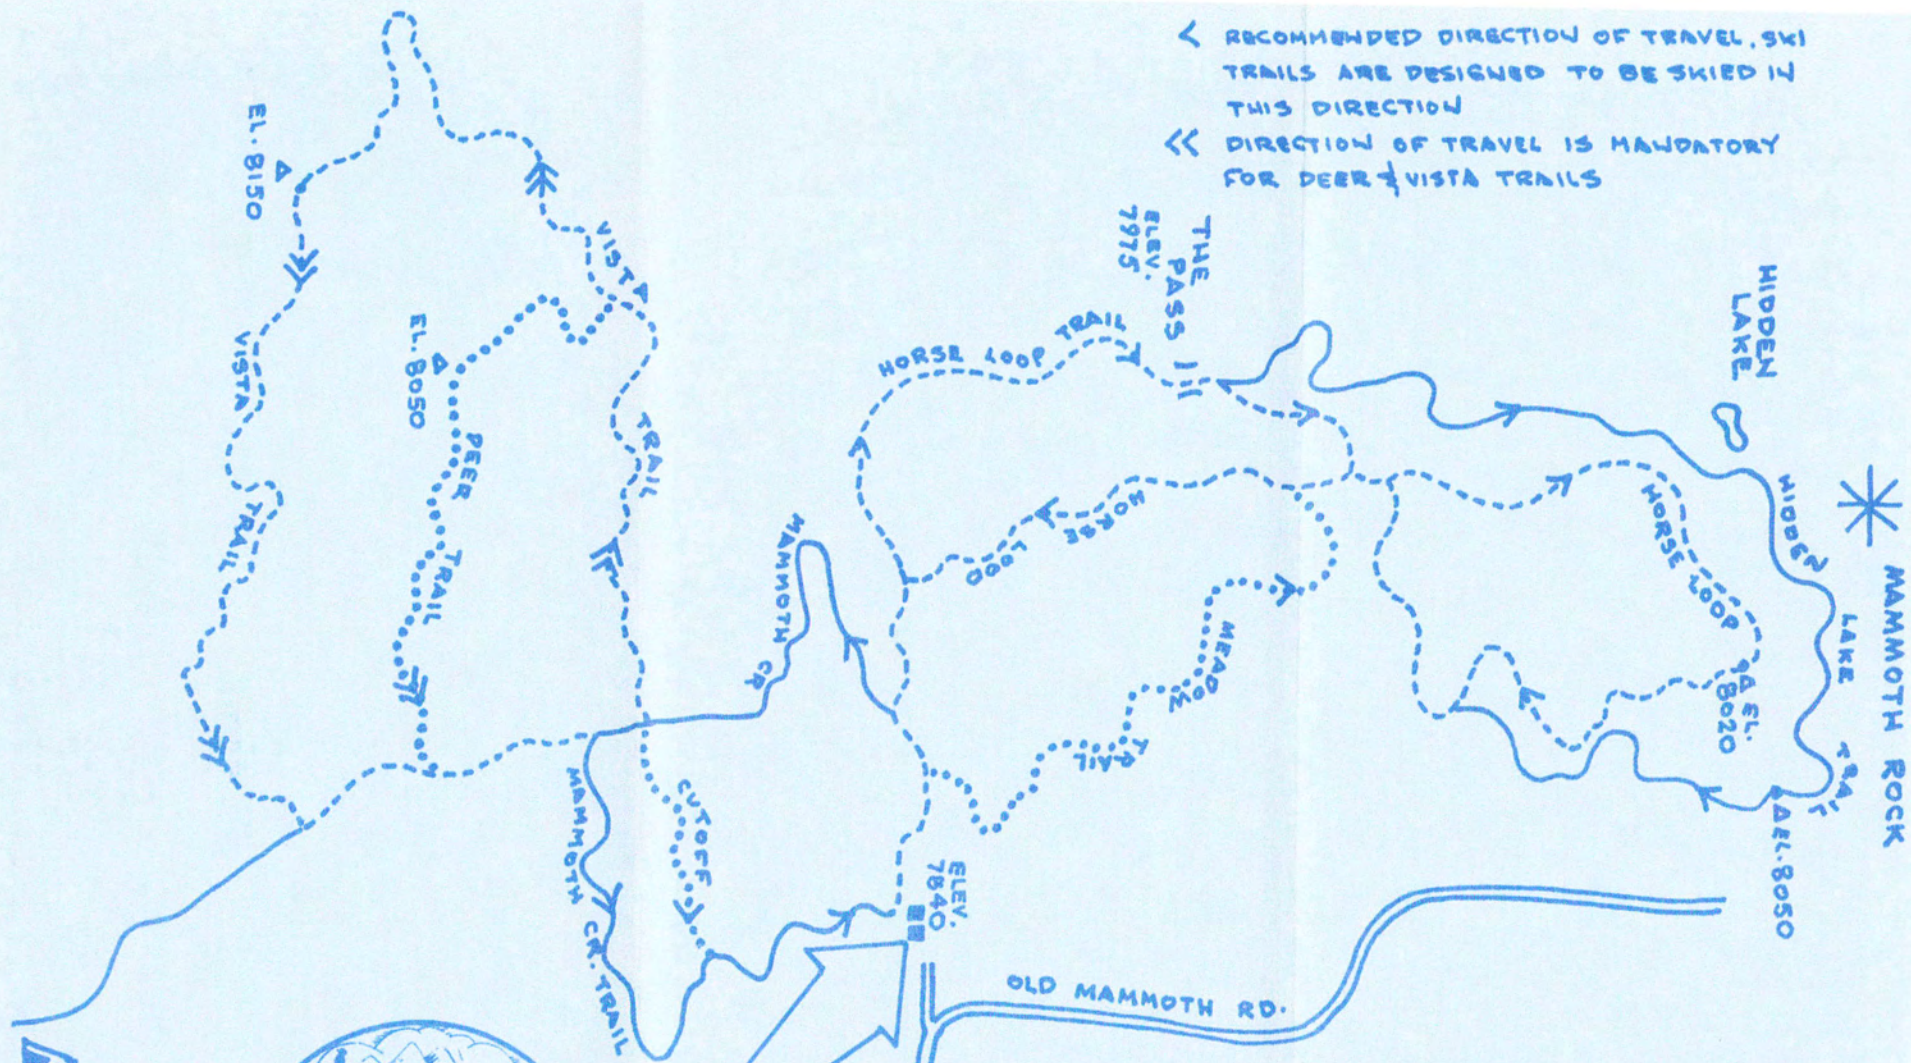 < RECOMMENDED DIRECTION OF TRAVEL. SKI
TRAILS ARE DESIGNED TO BE SKIED IN
THIS DIRECTION
<< DIRECTION OF TRAVEL IS MANDATORY
FOR DEER & VISTA TRAILS
EL. 8150
VISTA
TRAIL
VISTA
TRAIL
EL. 8050
DEER
TRAIL
THE
PASS
ELEV.
7975
HORSE LOOP TRAIL
HIDDEN
LAKE
HORSE
LOOP
HORSE LOOP
HIDDEN LAKE TRAIL
MAMMOTH ROCK
MAMMOTH CR
MEADOW
TRAIL
EL.
8020
EL. 8050
CUTOFF
MAMMOTH CR. TRAIL
ELEV.
7840
OLD MAMMOTH RD.